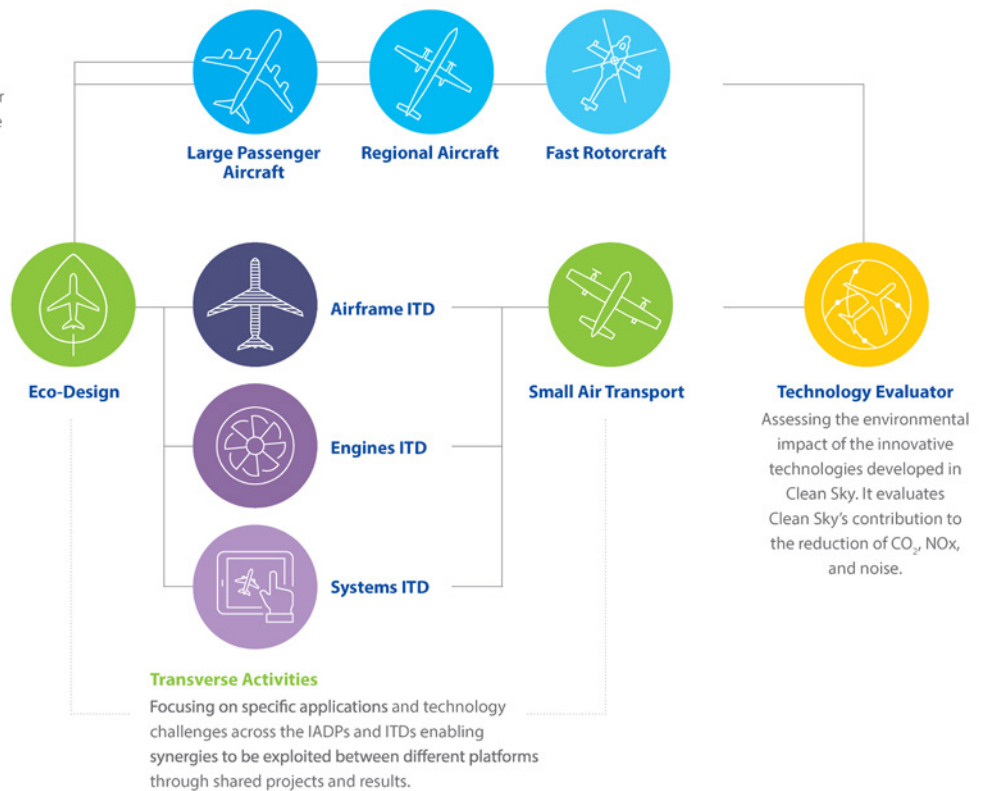 Large Passenger
Aircraft
Regional Aircraft
Fast Rotorcraft
Eco-Design
Airframe ITD
Engines ITD
Systems ITD
Small Air Transport
Technology Evaluator
Assessing the environmental
impact of the innovative
technologies developed in
Clean Sky. It evaluates
Clean Sky’s contribution to
the reduction of CO₂, NOx,
and noise.
Transverse Activities
Focusing on specific applications and technology
challenges across the IADPs and ITDs enabling
synergies to be exploited between different platforms
through shared projects and results.